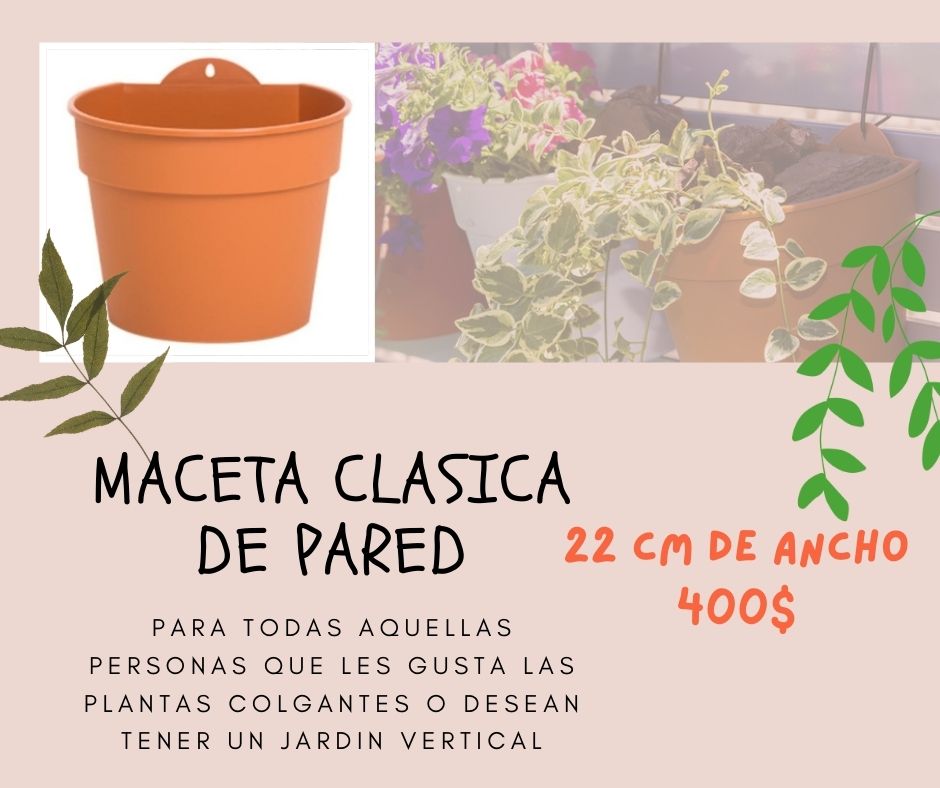 MACETA CLASICA
DE PARED
22 CM DE ANCHO
400$
PARA TODAS AQUELLAS
PERSONAS QUE LES GUSTA LAS
PLANTAS COLGANTES O DESEAN
TENER UN JARDIN VERTICAL